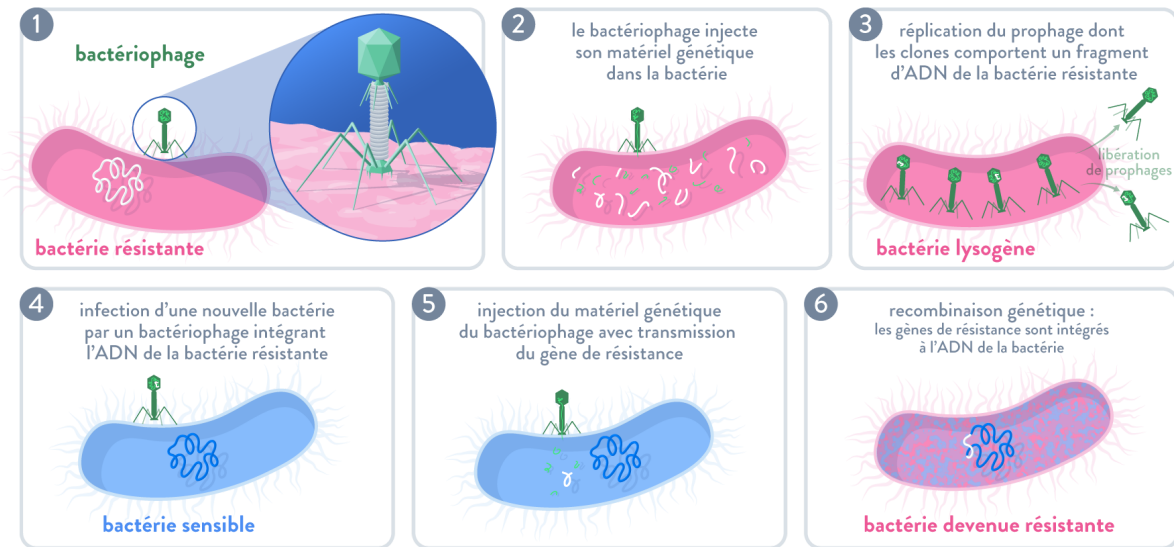 1
bactériophage
bactérie résistante
2
le bactériophage injecte
son matériel génétique
dans la bactérie
3
réplication du prophage dont
les clones comportent un fragment
d'ADN de la bactérie résistante
libération
de prophages
bactérie lysogène
4
infection d'une nouvelle bactérie
par un bactériophage intégrant
l'ADN de la bactérie résistante
bactérie sensible
5
injection du matériel génétique
du bactériophage avec transmission
du gène de résistance
6
recombinaison génétique :
les gènes de résistance sont intégrés
à l'ADN de la bactérie
bactérie devenue résistante